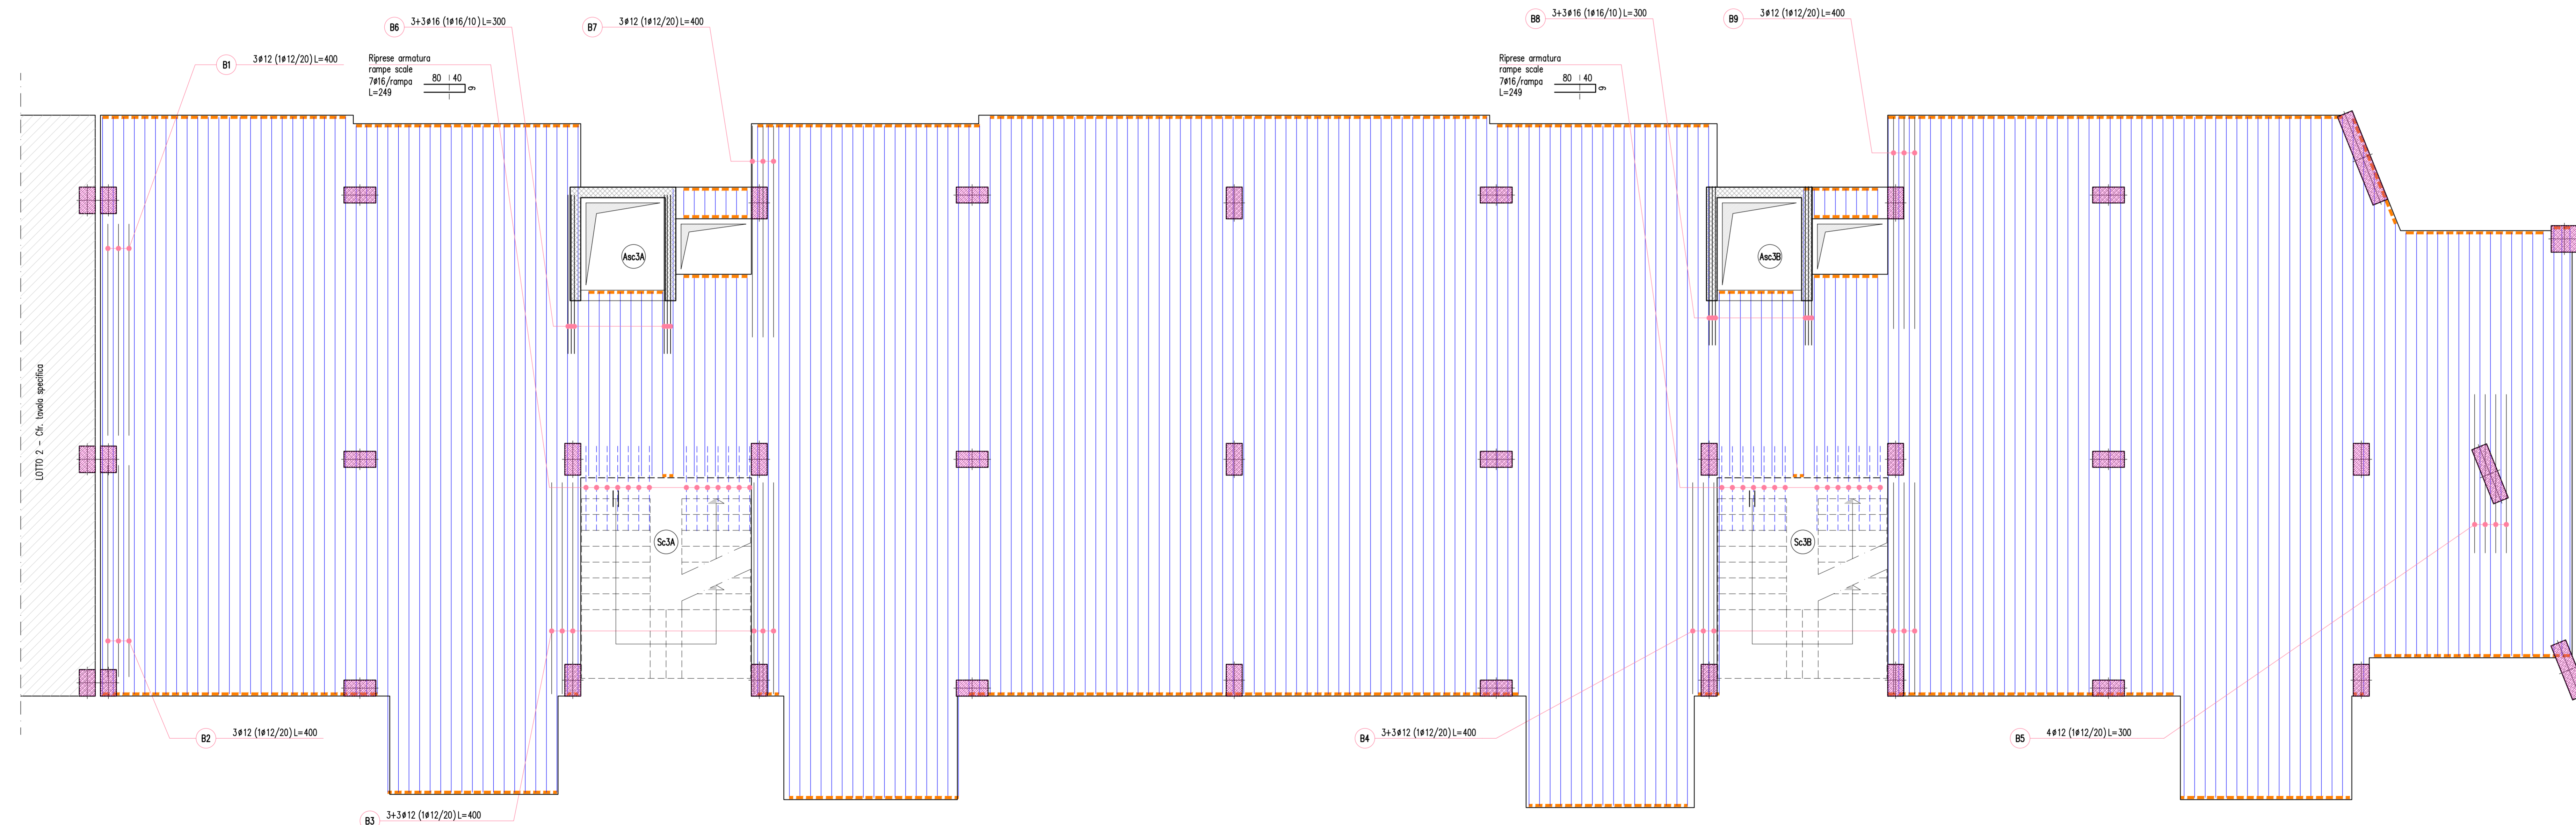 B6
3+3ø16 (1ø16/10) L=300
B7
3ø12 (1ø12/20) L=400
B8
3+3ø16 (1ø16/10) L=300
B9
3ø12 (1ø12/20) L=400
B1
3ø12 (1ø12/20) L=400
Riprese armatura
rampe scale
7ø16/rampa
L=249
80
40
9
Riprese armatura
rampe scale
7ø16/rampa
L=249
80
40
9
Asc3A
Asc3B
LOTTO 2 - Cfr. tavola specifica
Sc3A
Sc3B
B2
3ø12 (1ø12/20) L=400
B4
3+3ø12 (1ø12/20) L=400
B5
4ø12 (1ø12/20) L=300
B3
3+3ø12 (1ø12/20) L=400